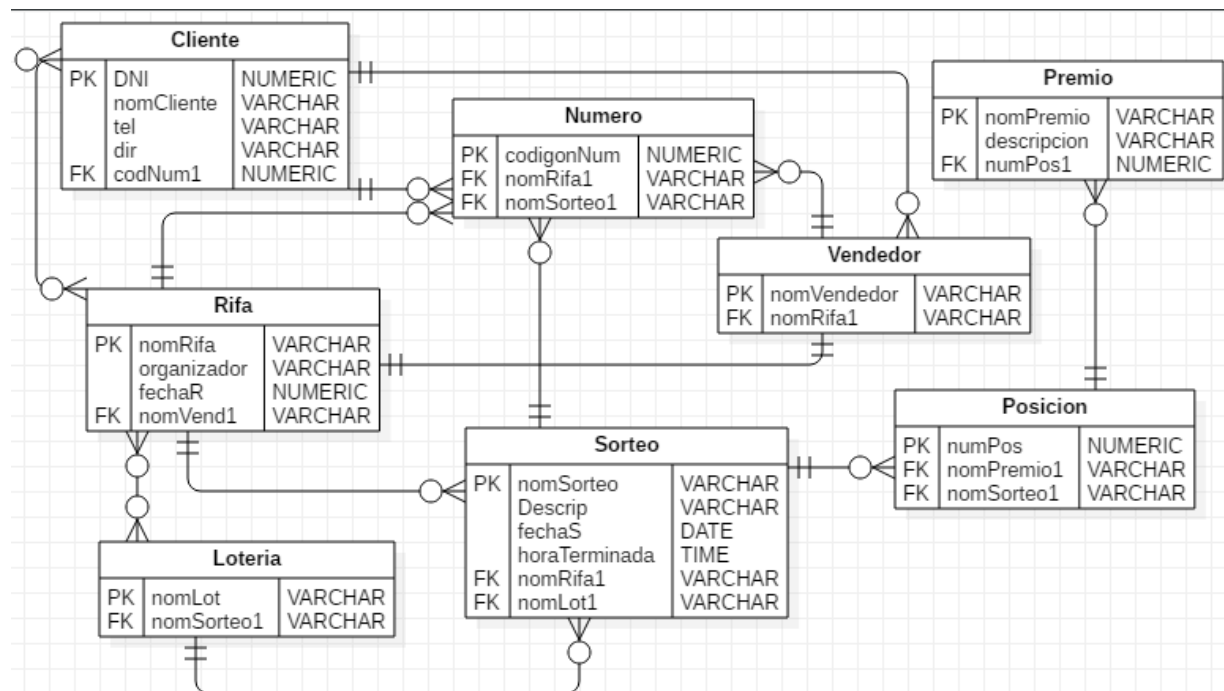 Cliente
PK DNI NUMERIC
nomCliente VARCHAR
tel VARCHAR
dir VARCHAR
FK codNum1 NUMERIC
Numero
PK codigonNum NUMERIC
FK nomRifa1 VARCHAR
FK nomSorteo1 VARCHAR
Premio
PK nomPremio VARCHAR
descripcion VARCHAR
FK numPos1 NUMERIC
Vendedor
PK nomVendedor VARCHAR
FK nomRifa1 VARCHAR
Rifa
PK nomRifa VARCHAR
organizador VARCHAR
fechaR NUMERIC
FK nomVend1 VARCHAR
Posicion
PK numPos NUMERIC
FK nomPremio1 VARCHAR
FK nomSorteo1 VARCHAR
Sorteo
PK nomSorteo VARCHAR
Descrip VARCHAR
fechaS DATE
horaTerminada TIME
FK nomRifa1 VARCHAR
FK nomLot1 VARCHAR
Loteria
PK nomLot VARCHAR
FK nomSorteo1 VARCHAR